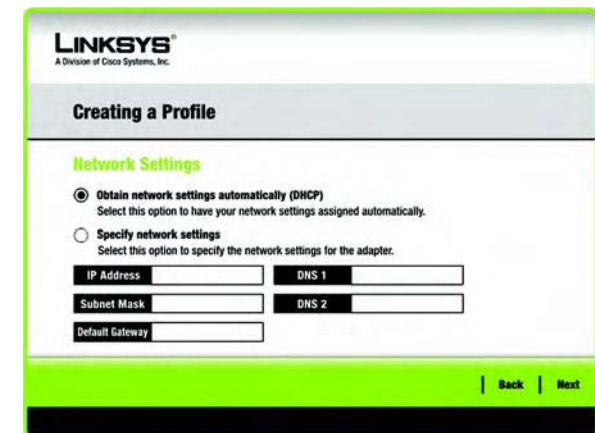 LINKSYS®
A Division of Cisco Systems, Inc.
Creating a Profile
Network Settings
Obtain network settings automatically (DHCP)
Select this option to have your network settings assigned automatically.
Specify network settings
Select this option to specify the network settings for the adapter.
IP Address DNS 1
Subnet Mask DNS 2
Default Gateway
Back Next